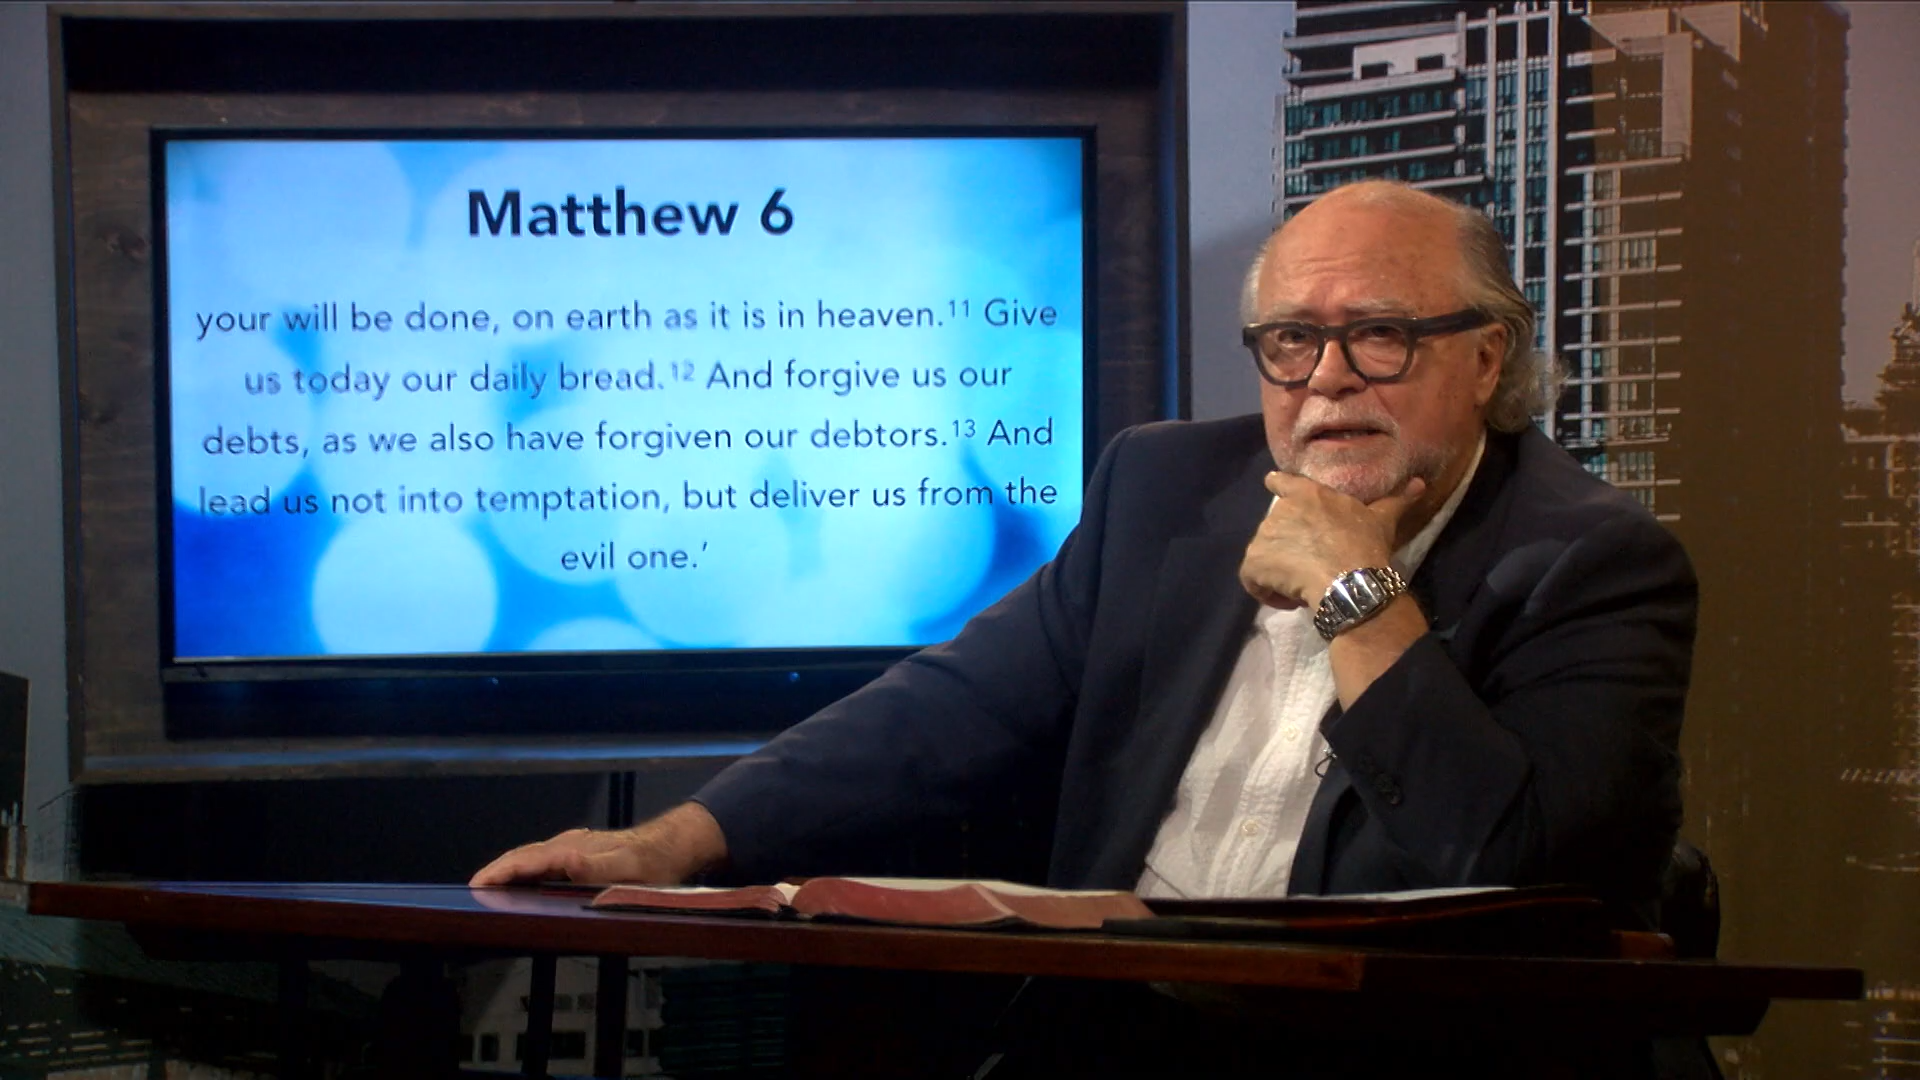 Matthew 6
your will be done, on earth as it is in heaven.¹¹ Give
us today our daily bread.¹² And forgive us our
debts, as we also have forgiven our debtors.¹³ And
lead us not into temptation, but deliver us from the
evil one.’